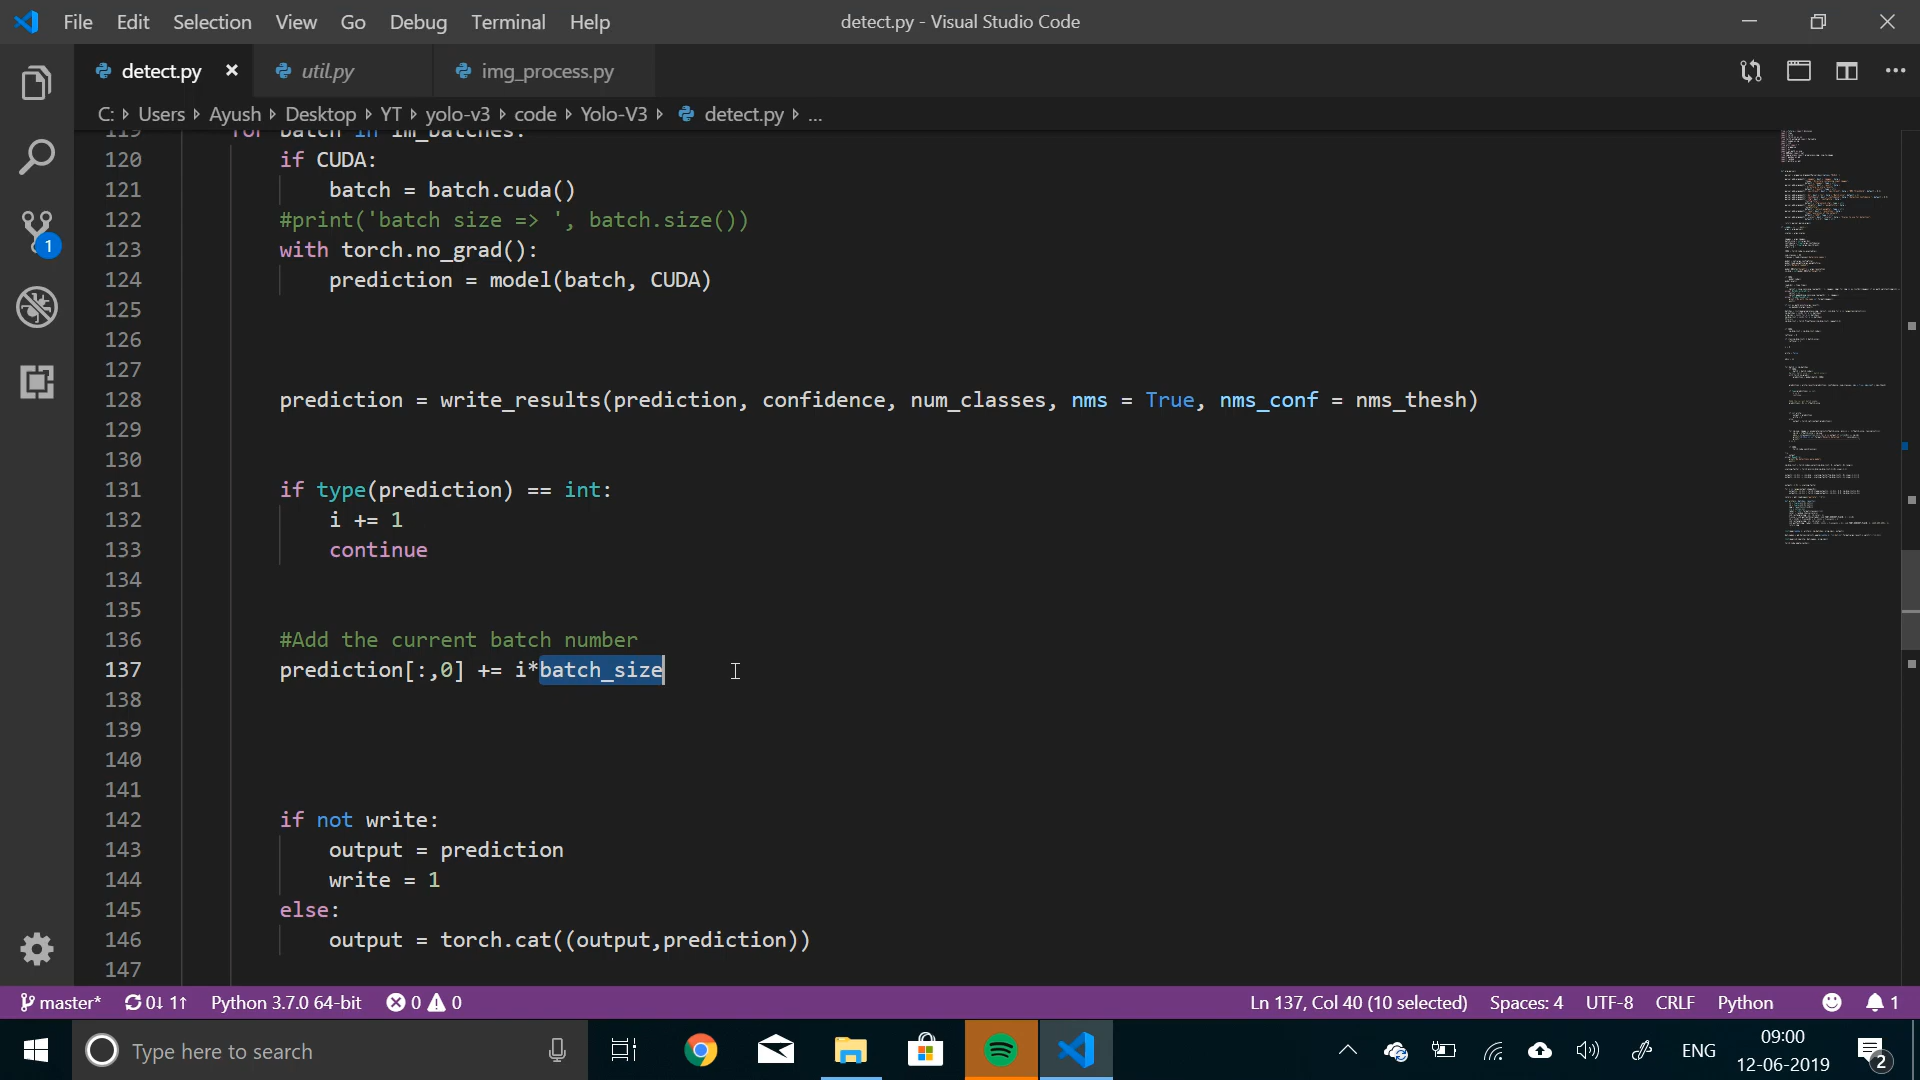 File Edit Selection View Go Debug Terminal Help
detect.py - Visual Studio Code
detect.py util.py img_process.py
C: Users Ayush Desktop YT yolo-v3 code Yolo-V3 detect.py ...
119 for batch in im_batches:
120 if CUDA:
121 batch = batch.cuda()
122 #print('batch size => ', batch.size())
123 with torch.no_grad():
124 prediction = model(batch, CUDA)
125
126
127
128 prediction = write_results(prediction, confidence, num_classes, nms = True, nms_conf = nms_thesh)
129
130
131 if type(prediction) == int:
132 i += 1
133 continue
134
135
136 #Add the current batch number
137 prediction[:,0] += i*batch_size
138
139
140
141
142 if not write:
143 output = prediction
144 write = 1
145 else:
146 output = torch.cat((output,prediction))
147
1
master* 0↓ 1↑ Python 3.7.0 64-bit 0 0 Ln 137, Col 40 (10 selected) Spaces: 4 UTF-8 CRLF Python 1
Type here to search
ENG
09:00
12-06-2019
2